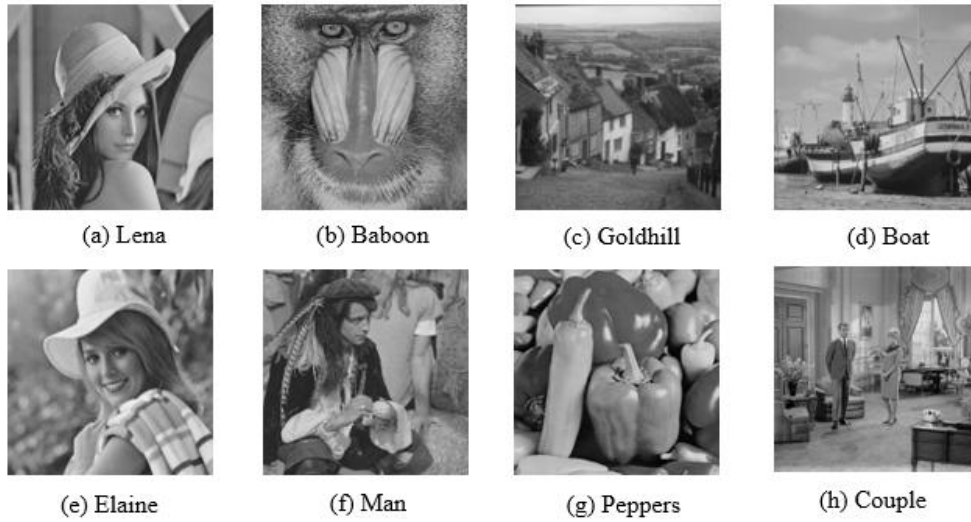 (a) Lena
(b) Baboon
(c) Goldhill
(d) Boat
(e) Elaine
(f) Man
(g) Peppers
(h) Couple